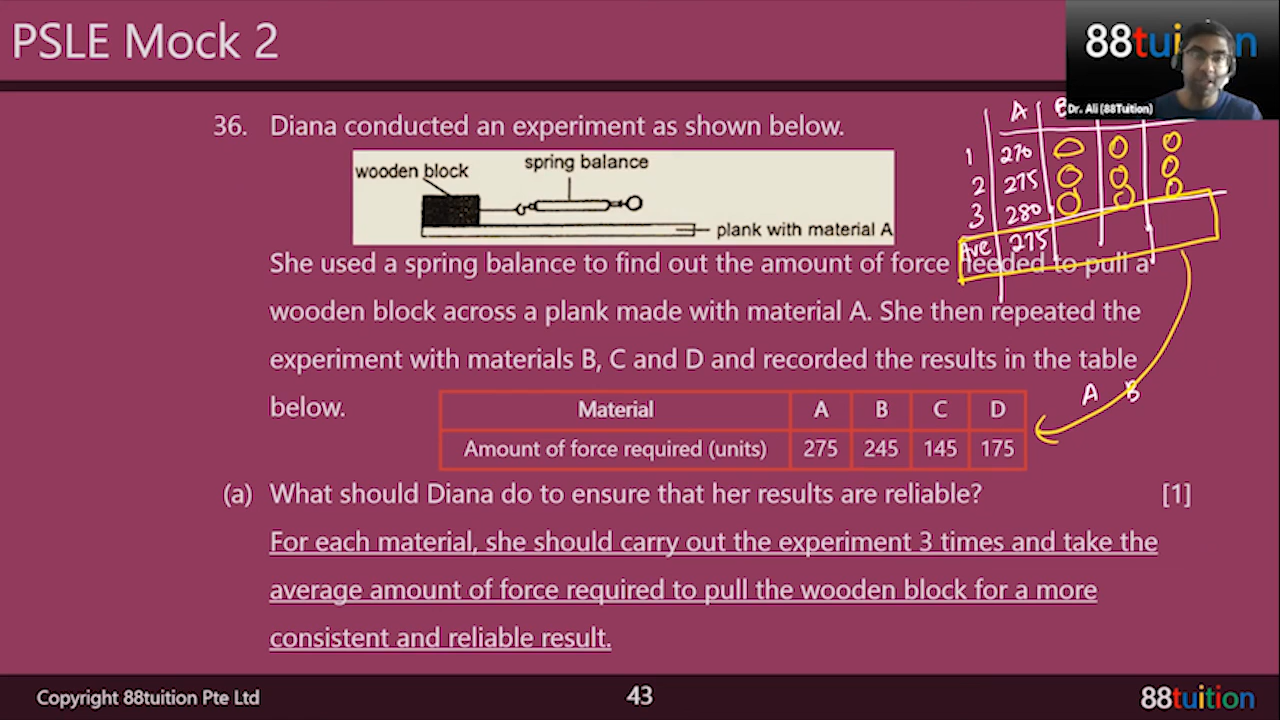 PSLE Mock 2
88tuition
Dr. Ali (88Tuition)
36. Diana conducted an experiment as shown below.
wooden block
spring balance
plank with material A
A B
1 270
2 275
3 280
Ave 275
She used a spring balance to find out the amount of force needed to pull a
wooden block across a plank made with material A. She then repeated the
experiment with materials B, C and D and recorded the results in the table
below.
Material A B C D
Amount of force required (units) 275 245 145 175
A B
(a) What should Diana do to ensure that her results are reliable? [1]
For each material, she should carry out the experiment 3 times and take the
average amount of force required to pull the wooden block for a more
consistent and reliable result.
Copyright 88tuition Pte Ltd
43
88tuition